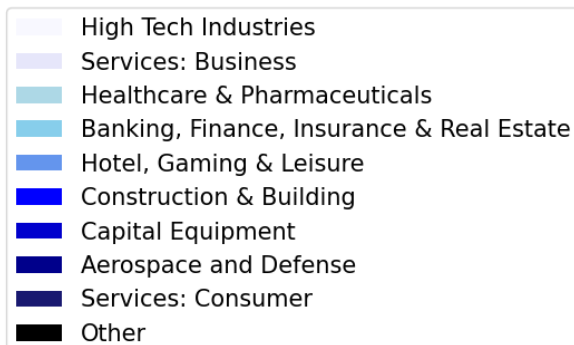 High Tech Industries
Services: Business
Healthcare & Pharmaceuticals
Banking, Finance, Insurance & Real Estate
Hotel, Gaming & Leisure
Construction & Building
Capital Equipment
Aerospace and Defense
Services: Consumer
Other